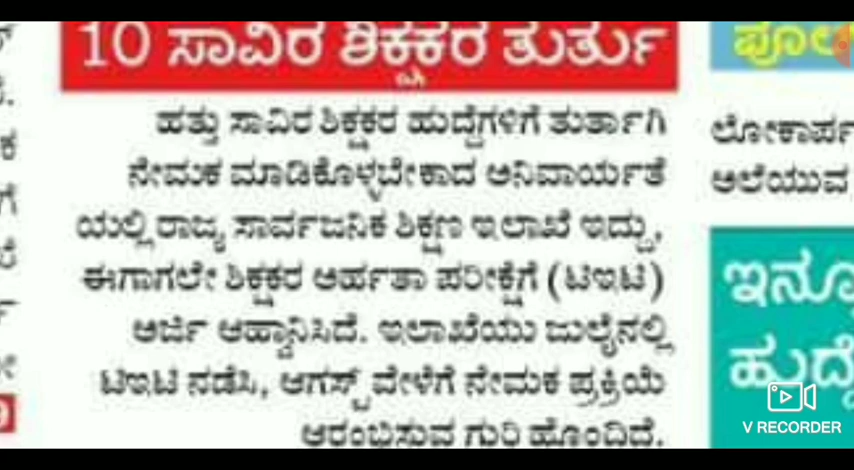 10 ಸಾವಿರ ಶಿಕ್ಷಕರ ತುರ್ತು
ಹತ್ತು ಸಾವಿರ ಶಿಕ್ಷಕರ ಹುದ್ದೆಗಳಿಗೆ ತುರ್ತಾಗಿ
ನೇಮಕ ಮಾಡಿಕೊಳ್ಳಬೇಕಾದ ಅನಿವಾರ್ಯತೆ
ಯಲ್ಲಿ ರಾಜ್ಯ ಸಾರ್ವಜನಿಕ ಶಿಕ್ಷಣ ಇಲಾಖೆ ಇದ್ದು,
ಈಗಾಗಲೇ ಶಿಕ್ಷಕರ ಅರ್ಹತಾ ಪರೀಕ್ಷೆಗೆ (ಟಿಇಟಿ)
ಅರ್ಜಿ ಆಹ್ವಾನಿಸಿದೆ. ಇಲಾಖೆಯು ಜುಲೈನಲ್ಲಿ
ಟಿಇಟಿ ನಡೆಸಿ, ಆಗಸ್ಟ್ ವೇಳೆಗೆ ನೇಮಕ ಪ್ರಕ್ರಿಯೆ
ಆರಂಭಿಸುವ ಗುರಿ ಹೊಂದಿದೆ.
ಲೋಕಾರ್ಪ
ಅಲೆಯುವ
ಇನ್ನೂ
ಹುದ್ದೆ
V RECORDER